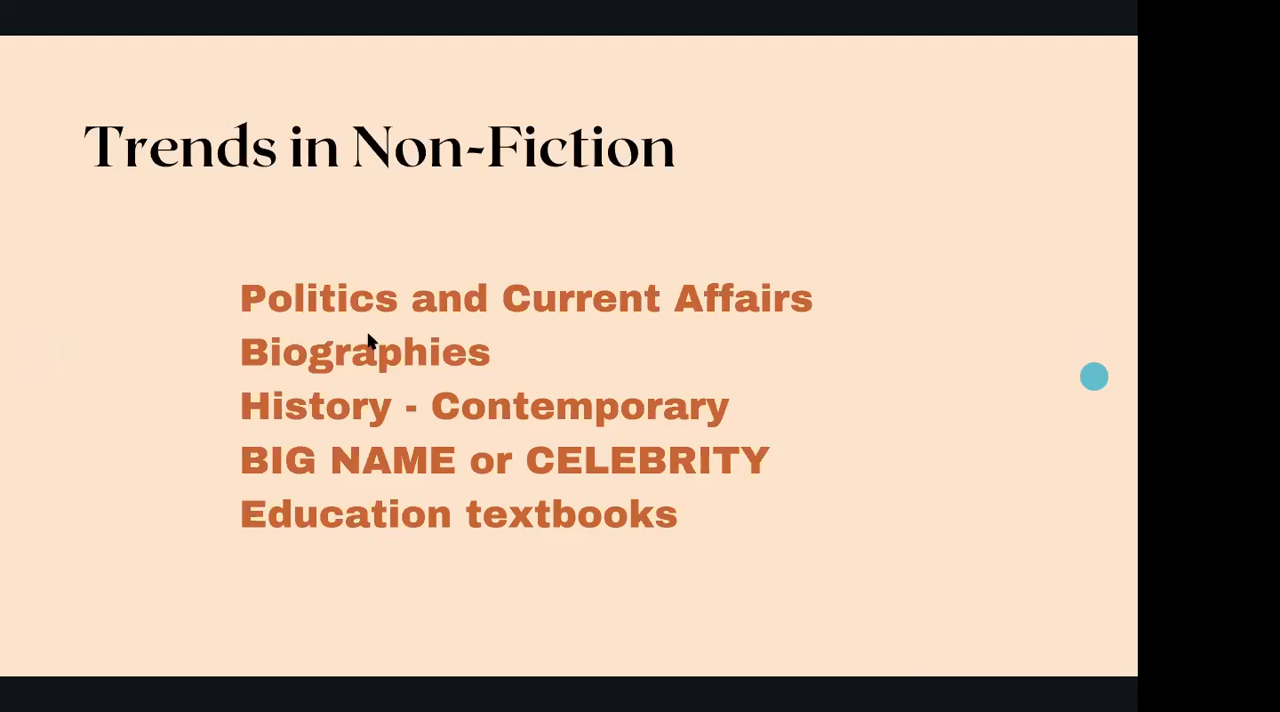 Trends in Non-Fiction
Politics and Current Affairs
Biographies
History - Contemporary
BIG NAME or CELEBRITY
Education textbooks